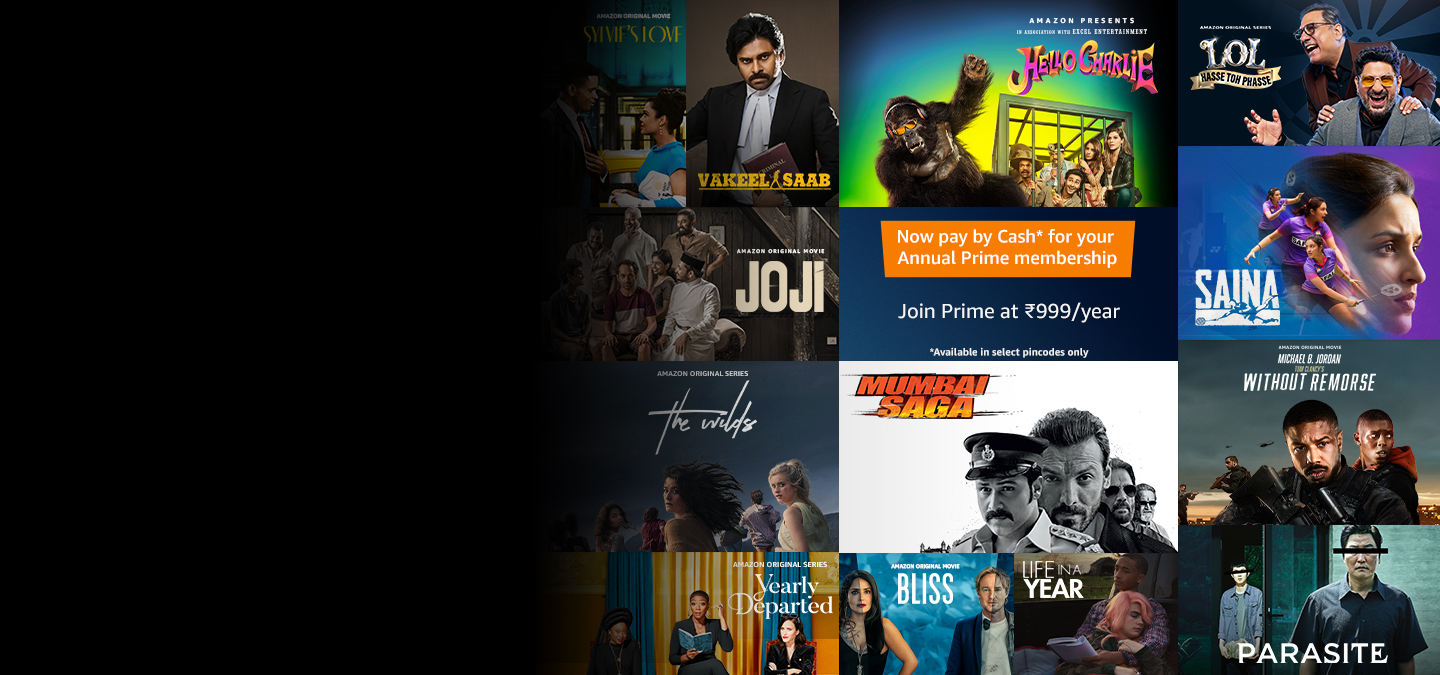 AMAZON ORIGINAL MOVIE
SYLVIE'S LOVE
CRIMINAL
VAKEEL SAAB
AMAZON PRESENTS
IN ASSOCIATION WITH EXCEL ENTERTAINMENT
HELLO CHARLIE
AMAZON ORIGINAL SERIES
LOL
HASSE TOH PHASSE
AMAZON ORIGINAL MOVIE
JOJI
Now pay by Cash* for your
Annual Prime membership
Join Prime at ₹999/year
*Available in select pincodes only
SAINA
AMAZON ORIGINAL SERIES
the wilds
MUMBAI
SAGA
AMAZON ORIGINAL MOVIE
MICHAEL B. JORDAN
TOM CLANCY'S
WITHOUT REMORSE
AMAZON ORIGINAL SERIES
Yearly
Departed
AMAZON ORIGINAL MOVIE
BLISS
LIFE IN A
YEAR
PARASITE